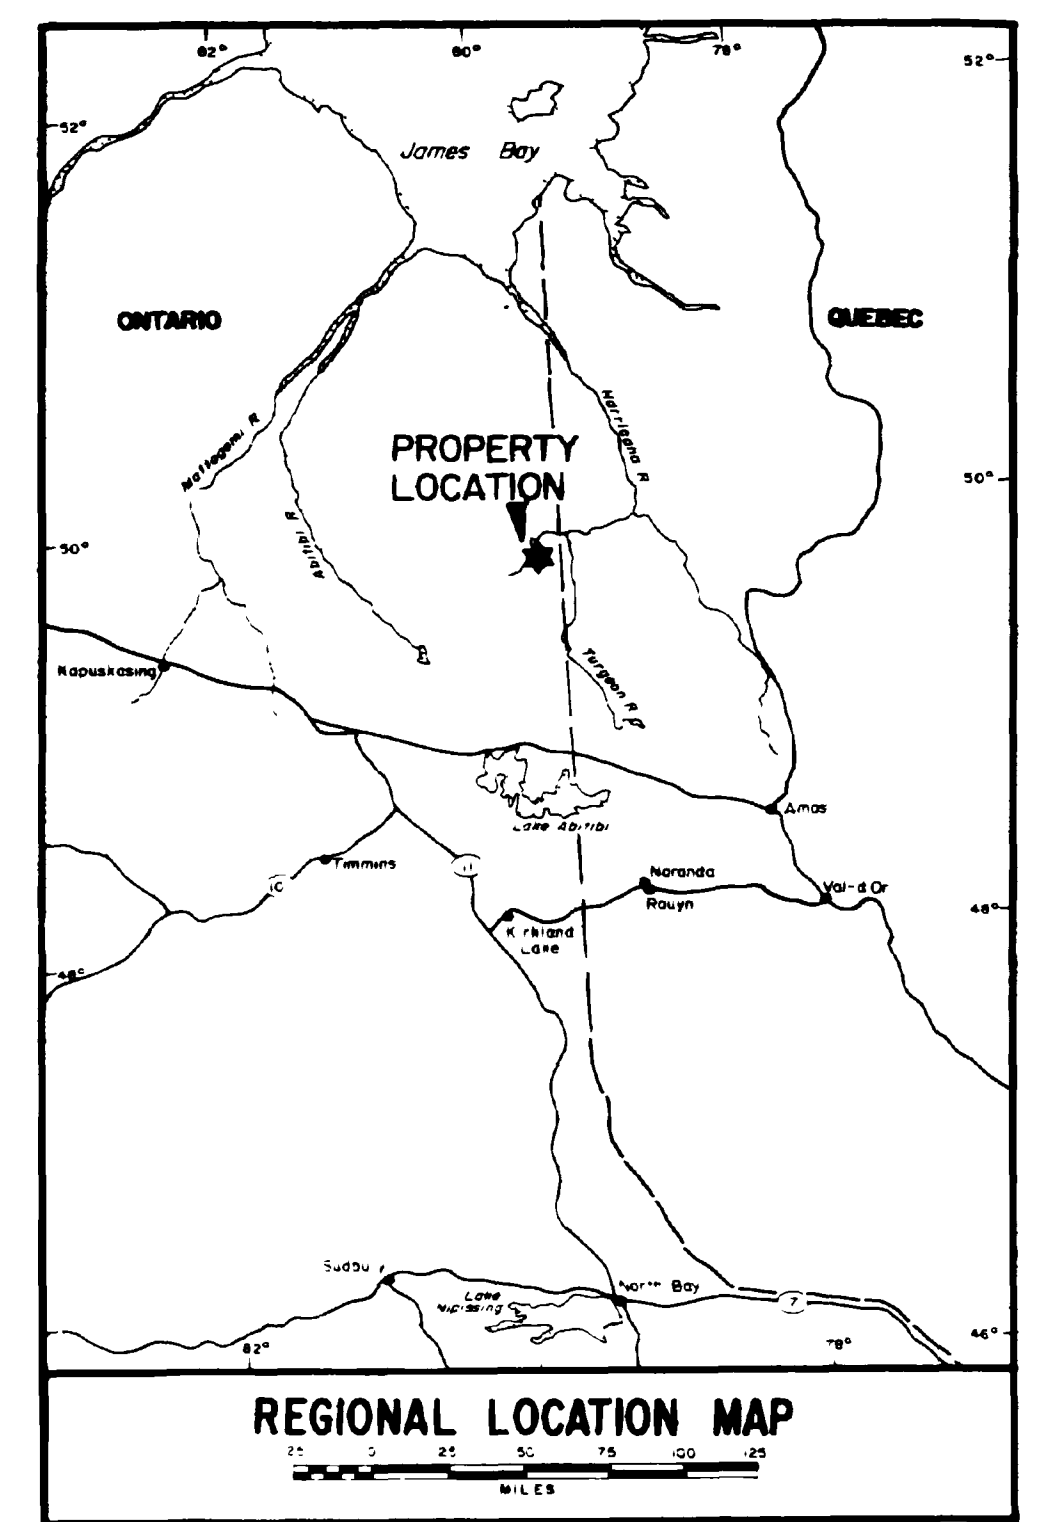 82°
80°
78°
52°
52°
James Bay
ONTARIO
QUEBEC
Harricana R
Mattagami R
PROPERTY
LOCATION
50°
Abitibi R
50°
Kapuskasing
Turgeon R
Amos
Lake Abitibi
Timmins
11
10
Noranda
Rouyn
Val-d'Or
48°
Kirkland
Lake
48°
North Bay
Lake
Nipissing
7
46°
82°
78°
REGIONAL LOCATION MAP
25 0 25 50 75 100 125
MILES